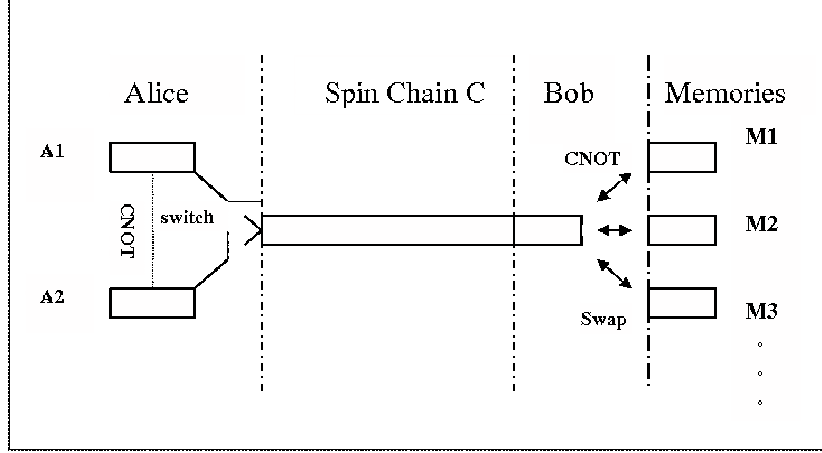 Alice
Spin Chain C
Bob
Memories
A1
CNOT
switch
A2
CNOT
Swap
M1
M2
M3